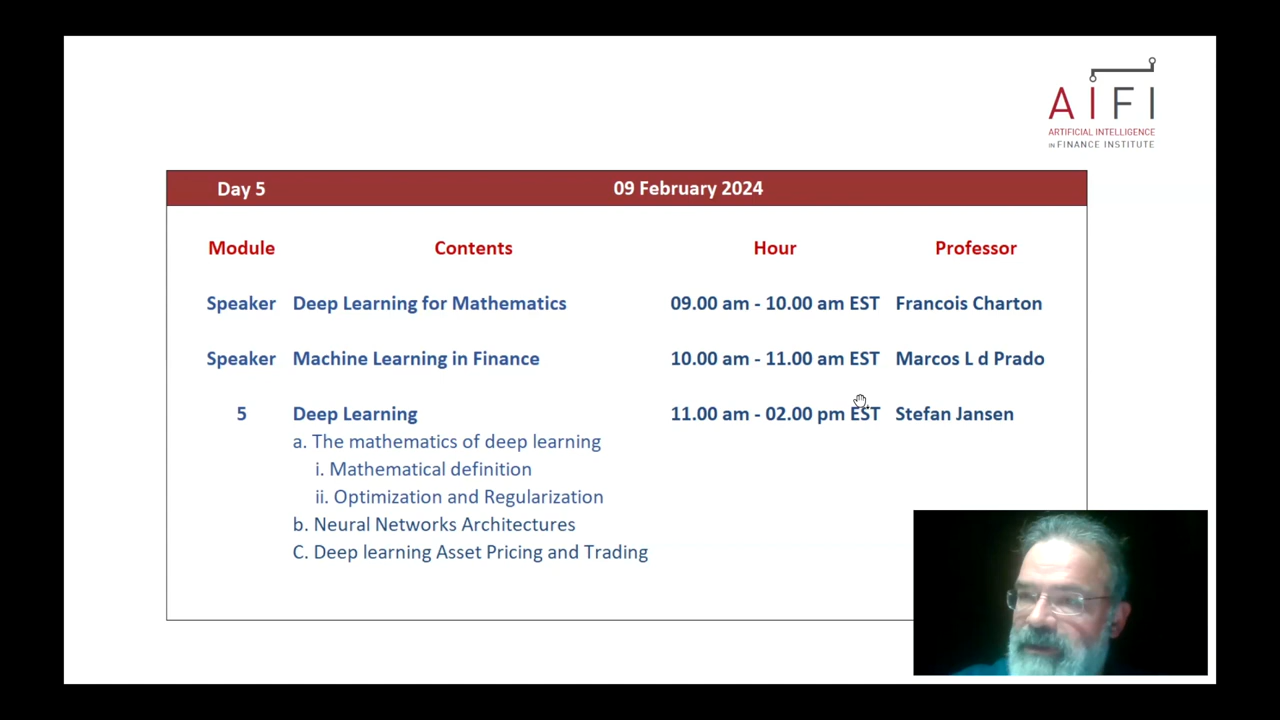 AIFI
ARTIFICIAL INTELLIGENCE
IN FINANCE INSTITUTE
Day 5 09 February 2024
Module Contents Hour Professor
Speaker Deep Learning for Mathematics 09.00 am - 10.00 am EST Francois Charton
Speaker Machine Learning in Finance 10.00 am - 11.00 am EST Marcos L d Prado
5 Deep Learning 11.00 am - 02.00 pm EST Stefan Jansen
a. The mathematics of deep learning
i. Mathematical definition
ii. Optimization and Regularization
b. Neural Networks Architectures
C. Deep learning Asset Pricing and Trading